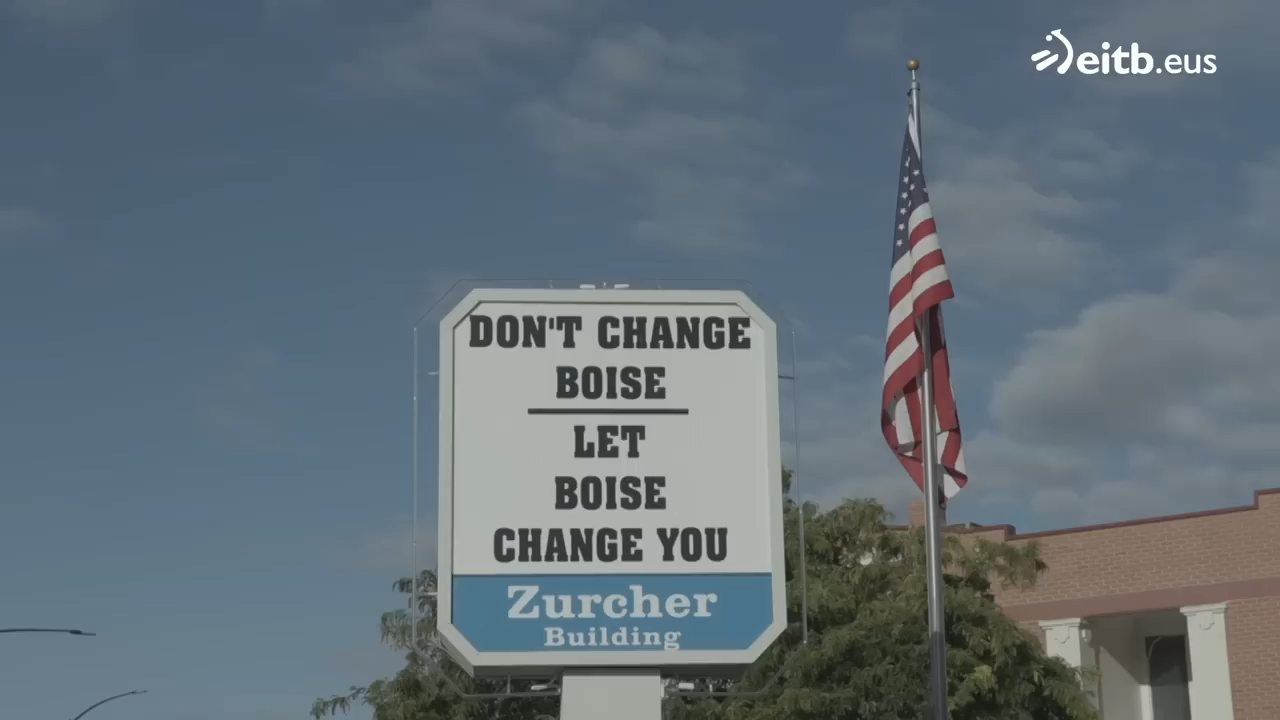 eitb.eus
DON'T CHANGE
BOISE
LET
BOISE
CHANGE YOU
Zurcher
Building